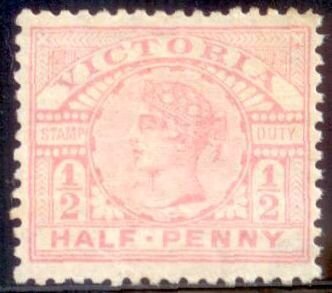 VICTORIA
STAMP DUTY
½ ½
HALF-PENNY